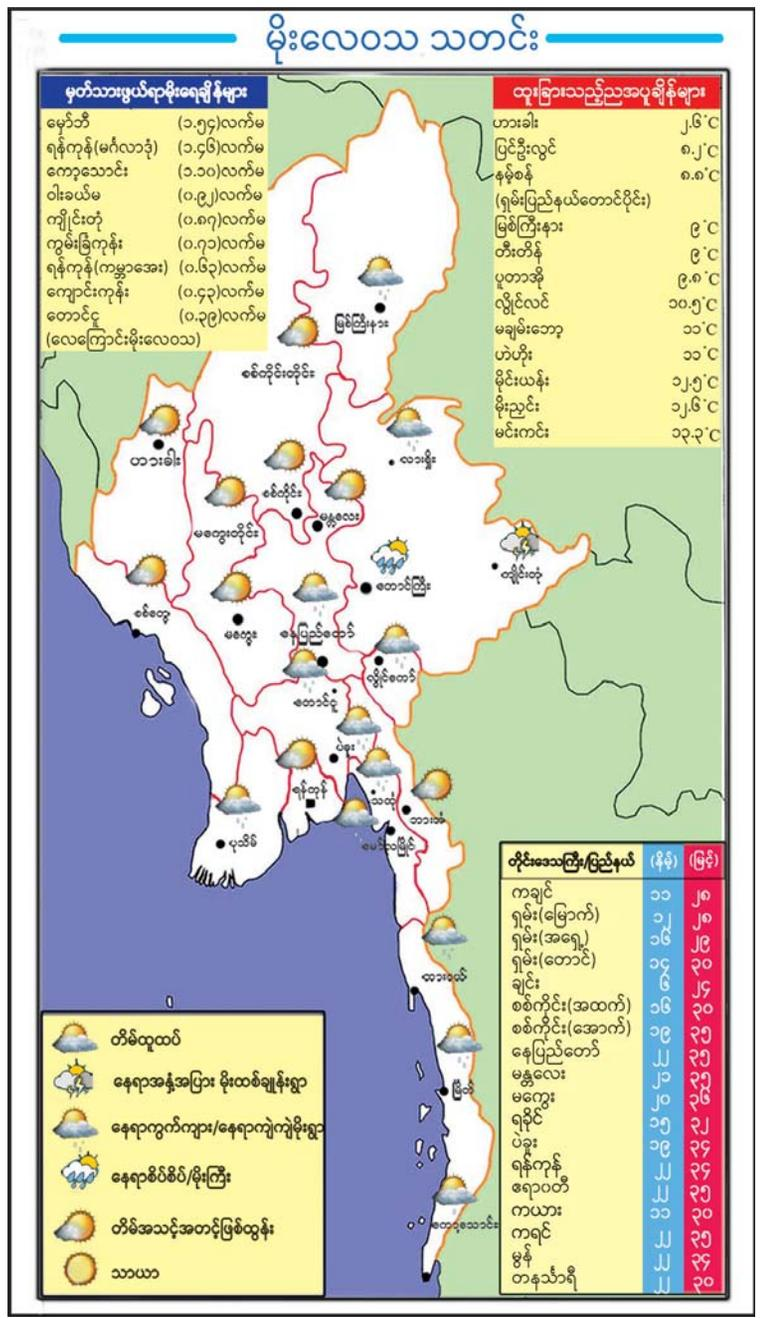 မိုးလေဝသ သတင်း
မှတ်သားဖွယ်ရာမိုးရေချိန်များ
မှော်ဘီ (၁.၅၄)လက်မ
ရန်ကုန်(မင်္ဂလာဒုံ) (၁.၄၆)လက်မ
ကော့သောင်း (၁.၁၀)လက်မ
ဝါးခယ်မ (၀.၉၂)လက်မ
ကျိုင်းတုံ (၀.၈၇)လက်မ
ကွမ်းခြံကုန်း (၀.၇၁)လက်မ
ရန်ကုန်(ကမ္ဘာအေး) (၀.၆၃)လက်မ
ကျောင်းကုန်း (၀.၄၃)လက်မ
တောင်ငူ (၀.၃၉)လက်မ
(လေကြောင်းမိုးလေဝသ)
ထူးခြားသည့်ညအပူချိန်များ
ဟားခါး ၂.၆°C
ပြင်ဦးလွင် ၈.၂°C
နမ့်စန် ၈.၈°C
(ရှမ်းပြည်နယ်တောင်ပိုင်း)
မြစ်ကြီးနား ၉°C
တီးတိန် ၉°C
ပူတာအို ၉.၈°C
လွိုင်လင် ၁၀.၅°C
မချမ်းဘော့ ၁၁°C
ဟဲဟိုး ၁၁°C
မိုင်းယန်း ၁၂.၅°C
မိုးညှင်း ၁၂.၆°C
မင်းကင်း ၁၃.၃°C
မြစ်ကြီးနား
စစ်ကိုင်းတိုင်း
ဟားခါး
လားရှိုး
စစ်ကိုင်း
မန္တလေး
မကွေးတိုင်း
ကျိုင်းတုံ
တောင်ကြီး
စစ်တွေ
မကွေး
နေပြည်တော်
လွိုင်ကော်
တောင်ငူ
ပဲခူး
ရန်ကုန်
သထုံ
ဘားအံ
ပုသိမ်
မော်လမြိုင်
ထားဝယ်
မြိတ်
ကော့သောင်း
တိမ်ထူထပ်
နေရာအနှံ့အပြား မိုးထစ်ချုန်းရွာ
နေရာကွက်ကျား/နေရာကျဲကျဲမိုးရွာ
နေရာစိပ်စိပ်/မိုးကြီး
တိမ်အသင့်အတင့်ဖြစ်ထွန်း
သာယာ
တိုင်းဒေသကြီး/ပြည်နယ် (နိမ့်) (မြင့်)
ကချင် ၁၁ ၂၈
ရှမ်း(မြောက်) ၁၂ ၂၈
ရှမ်း(အရှေ့) ၁၆ ၂၉
ရှမ်း(တောင်) ၁၄ ၃၀
ချင်း ၆ ၂၄
စစ်ကိုင်း(အထက်) ၁၆ ၃၀
စစ်ကိုင်း(အောက်) ၁၉ ၃၅
နေပြည်တော် ၂၂ ၃၅
မန္တလေး ၂၁ ၃၅
မကွေး ၂၀ ၃၆
ရခိုင် ၁၅ ၃၂
ပဲခူး ၁၉ ၃၄
ရန်ကုန် ၂၂ ၃၄
ဧရာဝတီ ၂၂ ၃၅
ကယား ၁၁ ၃၀
ကရင် ၂၂ ၃၅
မွန် ၂၂ ၃၄
တနင်္သာရီ ၂၂ ၃၀